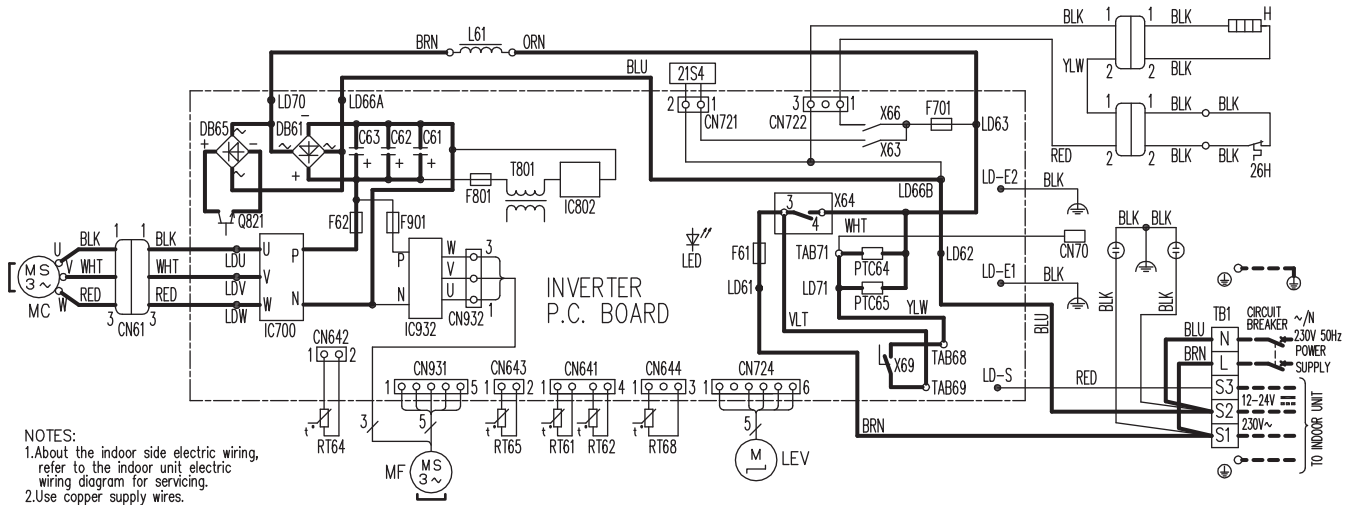 BLK 1 1 BLK H
BRN L61 ORN
BLU
21S4
YLW 2 2 BLK
LD70 LD66A
2 1 CN721
3 1 CN722
X66 F701
X63
LD63
1 1 BLK BLK
RED 2 2 BLK BLK
26H
DB65 ~ + - ~
DB61 - ~ ~ +
C63 C62 C61
+ + +
T801
F801
IC802
Q821
F62 F901
LD66B
LD-E2 BLK
3 4 X64
WHT
LED
F61
TAB71
PTC64
LD62
CN70
LD-E1 BLK
BLK BLK
LD61
LD71
PTC65
YLW
VLT
BLU
BLK BLK
U BLK 1 1 BLK LDU U P
MS 3~ V WHT WHT LDV V
W RED 3 3 RED LDW W N
MC
CN61
IC700
P W 3
V
N U 1
IC932 CN932
INVERTER
P.C. BOARD
TB1
CIRCUIT
BREAKER
~/N
230V 50Hz
POWER
SUPPLY
BLU N
BRN L
S3
12-24V
S2
230V~
S1
TO INDOOR UNIT
X69
TAB68
TAB69
LD-S RED
BRN
CN642
1 2
CN931
1 5
CN643
1 2
CN641
1 4
CN644
1 3
CN724
1 6
t° RT64
3
5
t° RT65
t° RT61
t° RT62
t° RT68
5
MF MS 3~
M LEV
NOTES:
1.About the indoor side electric wiring,
refer to the indoor unit electric
wiring diagram for servicing.
2.Use copper supply wires.